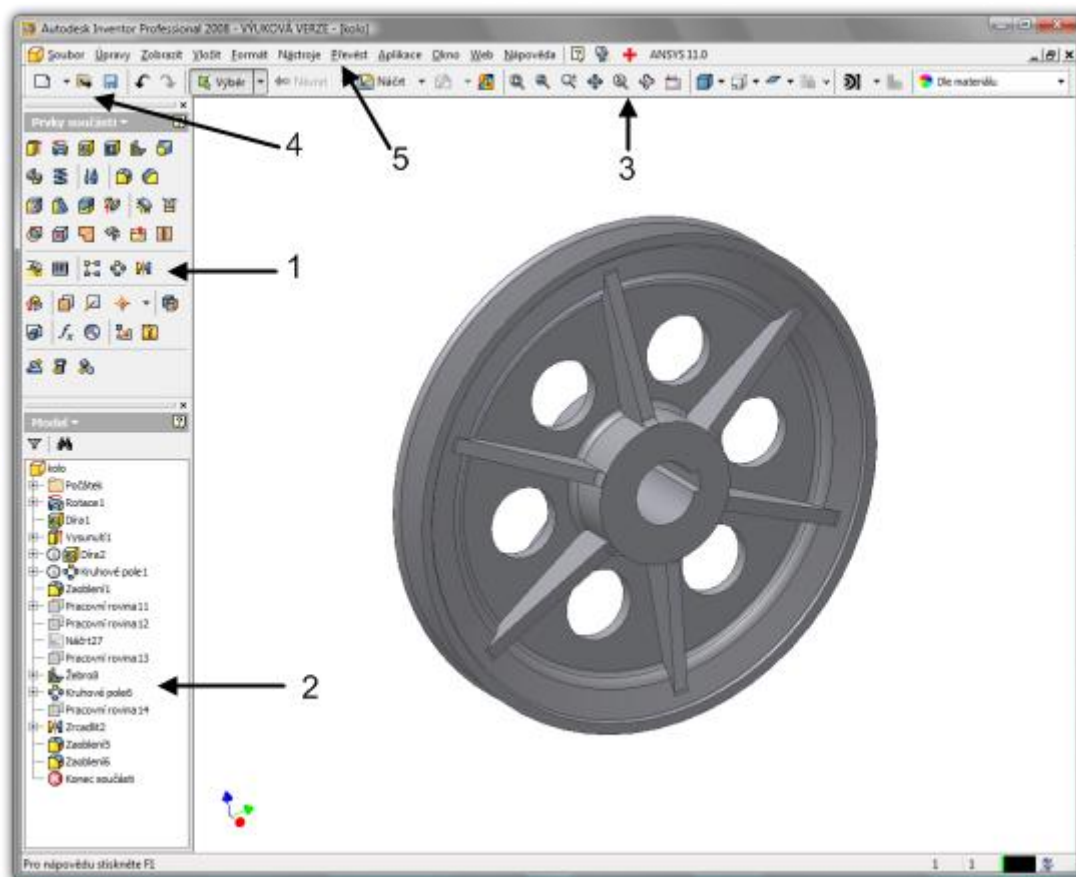 Autodesk Inventor Professional 2008 - VÝUKOVÁ VERZE - [kolo]
Soubor Úpravy Zobrazit Vložit Formát Nástroje Převést Aplikace Okno Web Nápověda ANSYS 11.0
Výběr Návrat Náčrt Dle materiálu
Prvky součásti
4
5
3
1
Model
kolo
Počátek
Rotace1
Díra1
Vysunutí1
Díra2
Kruhové pole1
Zaoblení1
Pracovní rovina11
Pracovní rovina12
Náčrt27
Pracovní rovina13
Žebro8
Kruhové pole6
2
Pracovní rovina14
Zrcadlit2
Zaoblení5
Zaoblení6
Konec součásti
Pro nápovědu stiskněte F1
1 1